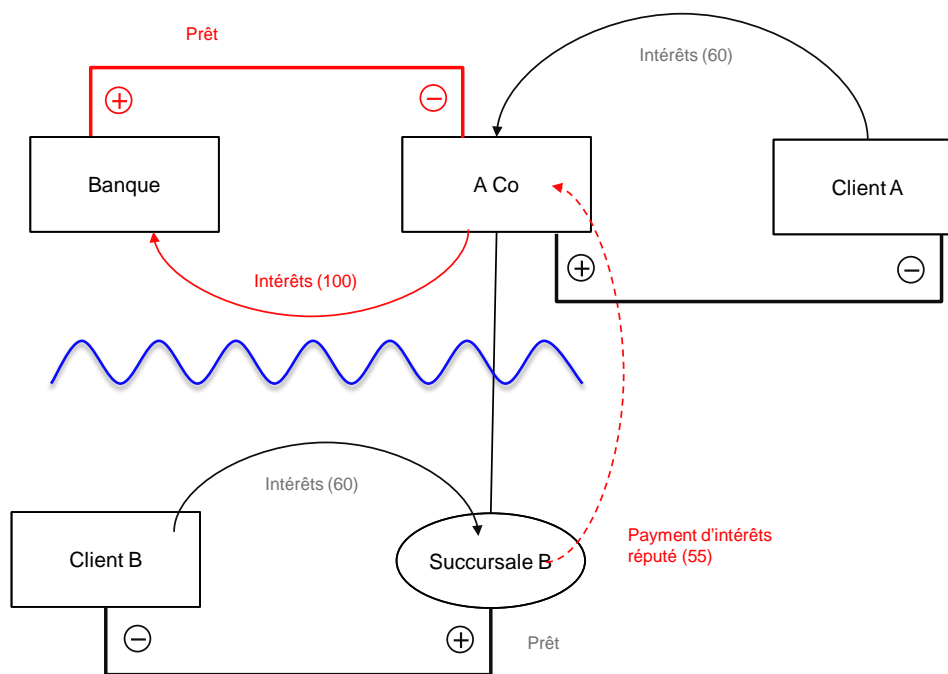 Prêt
Intérêts (60)
Banque
A Co
Client A
Intérêts (100)
Intérêts (60)
Client B
Succursale B
Payment d'intérêts
réputé (55)
Prêt